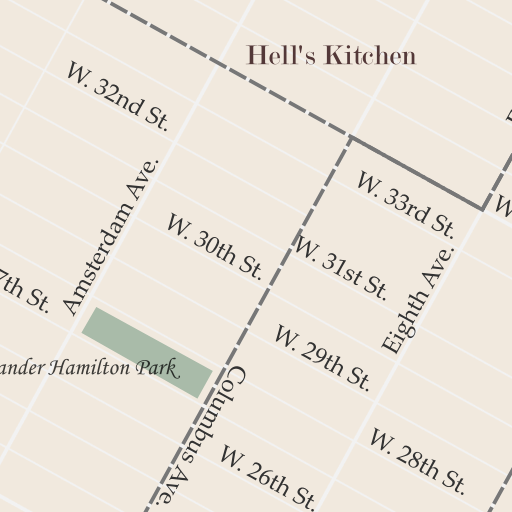 Hell's Kitchen
W. 32nd St.
Amsterdam Ave.
W. 33rd St.
W.
W. 30th St.
W. 31st St.
Eighth Ave.
7th St.
W. 29th St.
ander Hamilton Park
Columbus Ave.
W. 28th St.
W. 26th St.